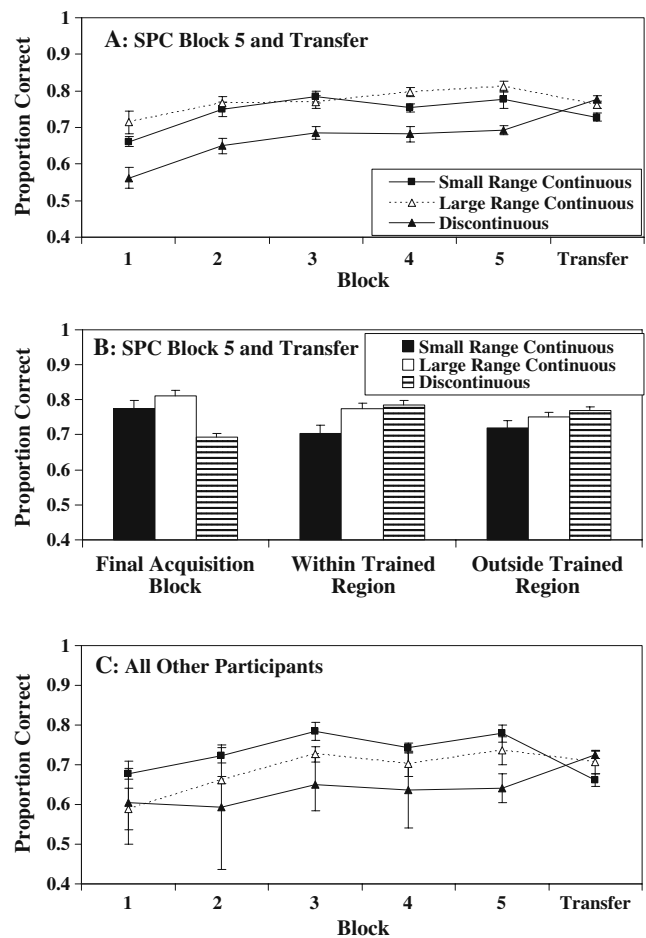 A: SPC Block 5 and Transfer
Proportion Correct
1
0.9
0.8
0.7
0.6
0.5
0.4
Small Range Continuous
Large Range Continuous
Discontinuous
1 2 3 4 5 Transfer
Block
B: SPC Block 5 and Transfer
Proportion Correct
1
0.9
0.8
0.7
0.6
0.5
0.4
Small Range Continuous
Large Range Continuous
Discontinuous
Final Acquisition Within Trained Outside Trained
Block Region Region
C: All Other Participants
Proportion Correct
1
0.9
0.8
0.7
0.6
0.5
0.4
1 2 3 4 5 Transfer
Block